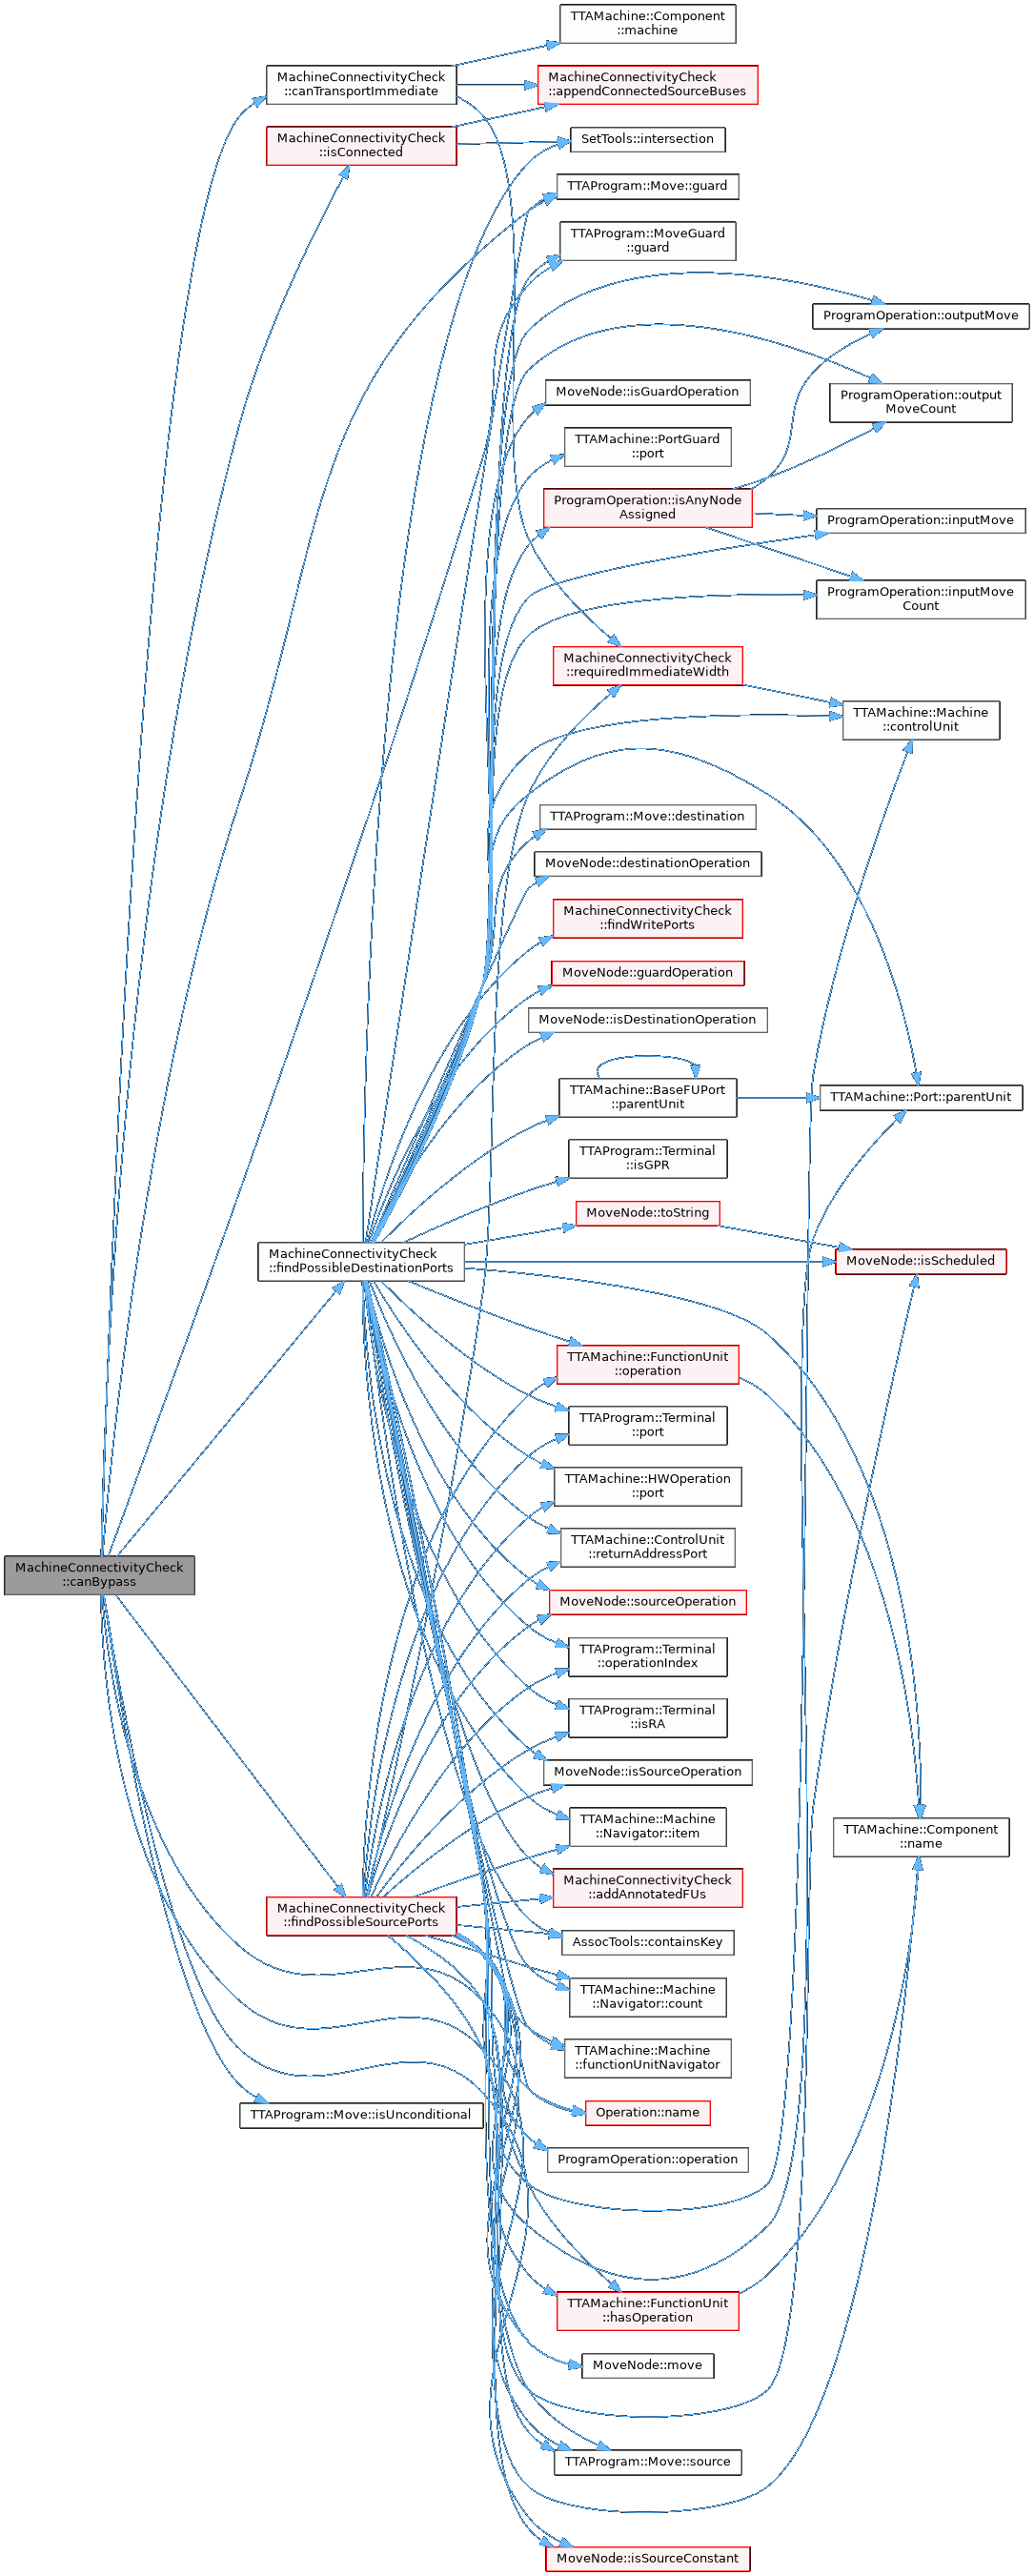 TTAMachine::Component
::machine
MachineConnectivityCheck
::canTransportImmediate
MachineConnectivityCheck
::appendConnectedSourceBuses
MachineConnectivityCheck
::isConnected
SetTools::intersection
TTAProgram::Move::guard
TTAProgram::MoveGuard
::guard
ProgramOperation::outputMove
MoveNode::isGuardOperation
ProgramOperation::output
MoveCount
TTAMachine::PortGuard
::port
ProgramOperation::isAnyNode
Assigned
ProgramOperation::inputMove
ProgramOperation::inputMove
Count
MachineConnectivityCheck
::requiredImmediateWidth
TTAMachine::Machine
::controlUnit
TTAProgram::Move::destination
MoveNode::destinationOperation
MachineConnectivityCheck
::findWritePorts
MoveNode::guardOperation
MoveNode::isDestinationOperation
TTAMachine::BaseFUPort
::parentUnit
TTAMachine::Port::parentUnit
TTAProgram::Terminal
::isGPR
MoveNode::toString
MachineConnectivityCheck
::findPossibleDestinationPorts
MoveNode::isScheduled
TTAMachine::FunctionUnit
::operation
TTAProgram::Terminal
::port
TTAMachine::HWOperation
::port
TTAMachine::ControlUnit
::returnAddressPort
MachineConnectivityCheck
::canBypass
MoveNode::sourceOperation
TTAProgram::Terminal
::operationIndex
TTAProgram::Terminal
::isRA
MoveNode::isSourceOperation
TTAMachine::Machine
::Navigator::item
TTAMachine::Component
::name
MachineConnectivityCheck
::addAnnotatedFUs
MachineConnectivityCheck
::findPossibleSourcePorts
AssocTools::containsKey
TTAMachine::Machine
::Navigator::count
TTAMachine::Machine
::functionUnitNavigator
Operation::name
TTAProgram::Move::isUnconditional
ProgramOperation::operation
TTAMachine::FunctionUnit
::hasOperation
MoveNode::move
TTAProgram::Move::source
MoveNode::isSourceConstant